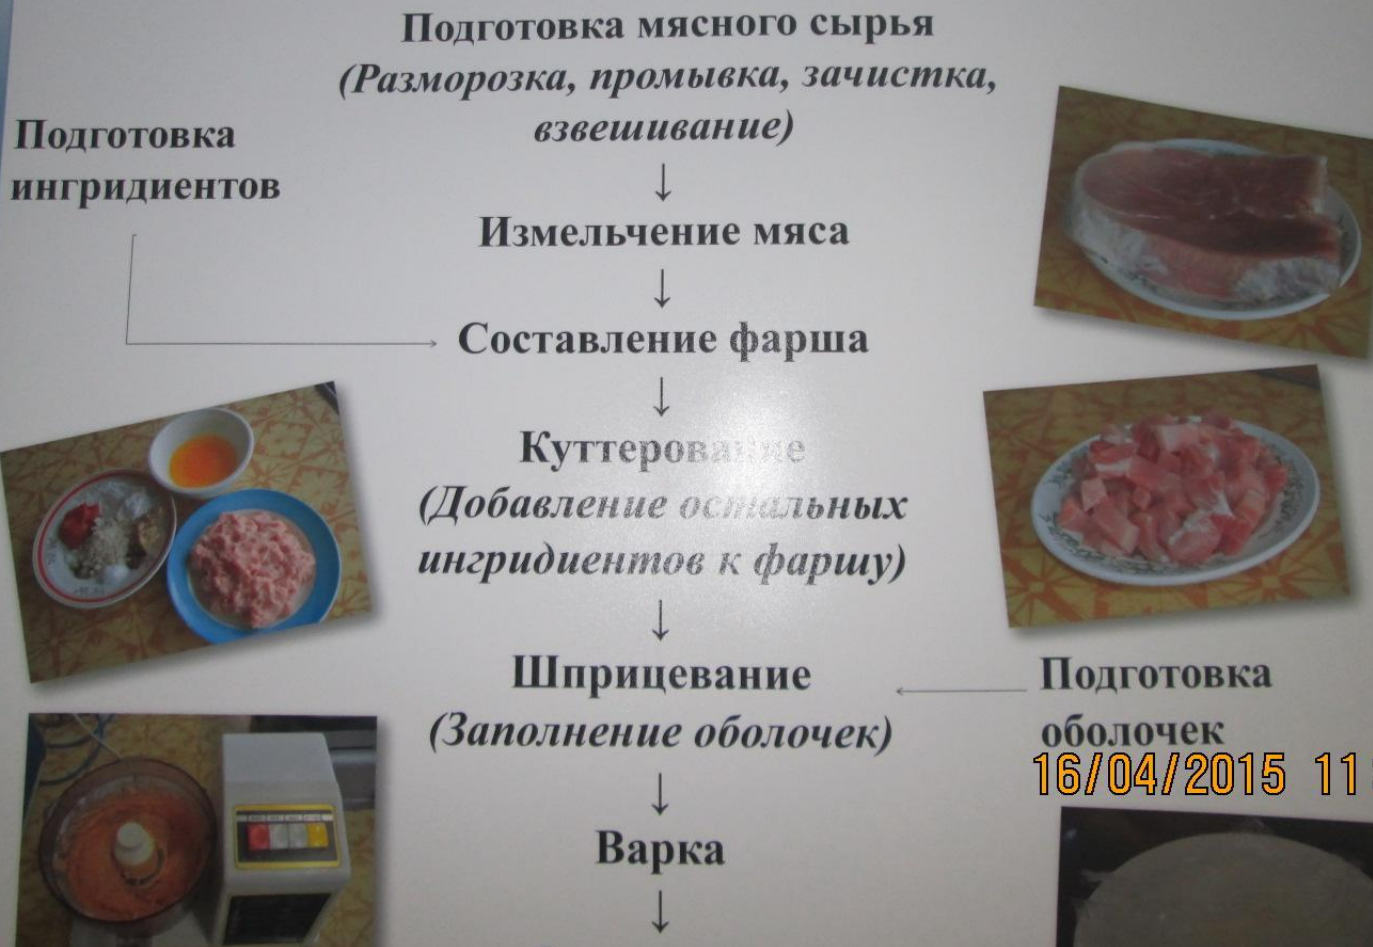 Подготовка мясного сырья
(Разморозка, промывка, зачистка,
взвешивание)
Подготовка
ингридиентов
Измельчение мяса
Составление фарша
Куттерование
(Добавление остальных
ингридиентов к фаршу)
Шприцевание
(Заполнение оболочек)
Подготовка
оболочек
16/04/2015 11
Варка